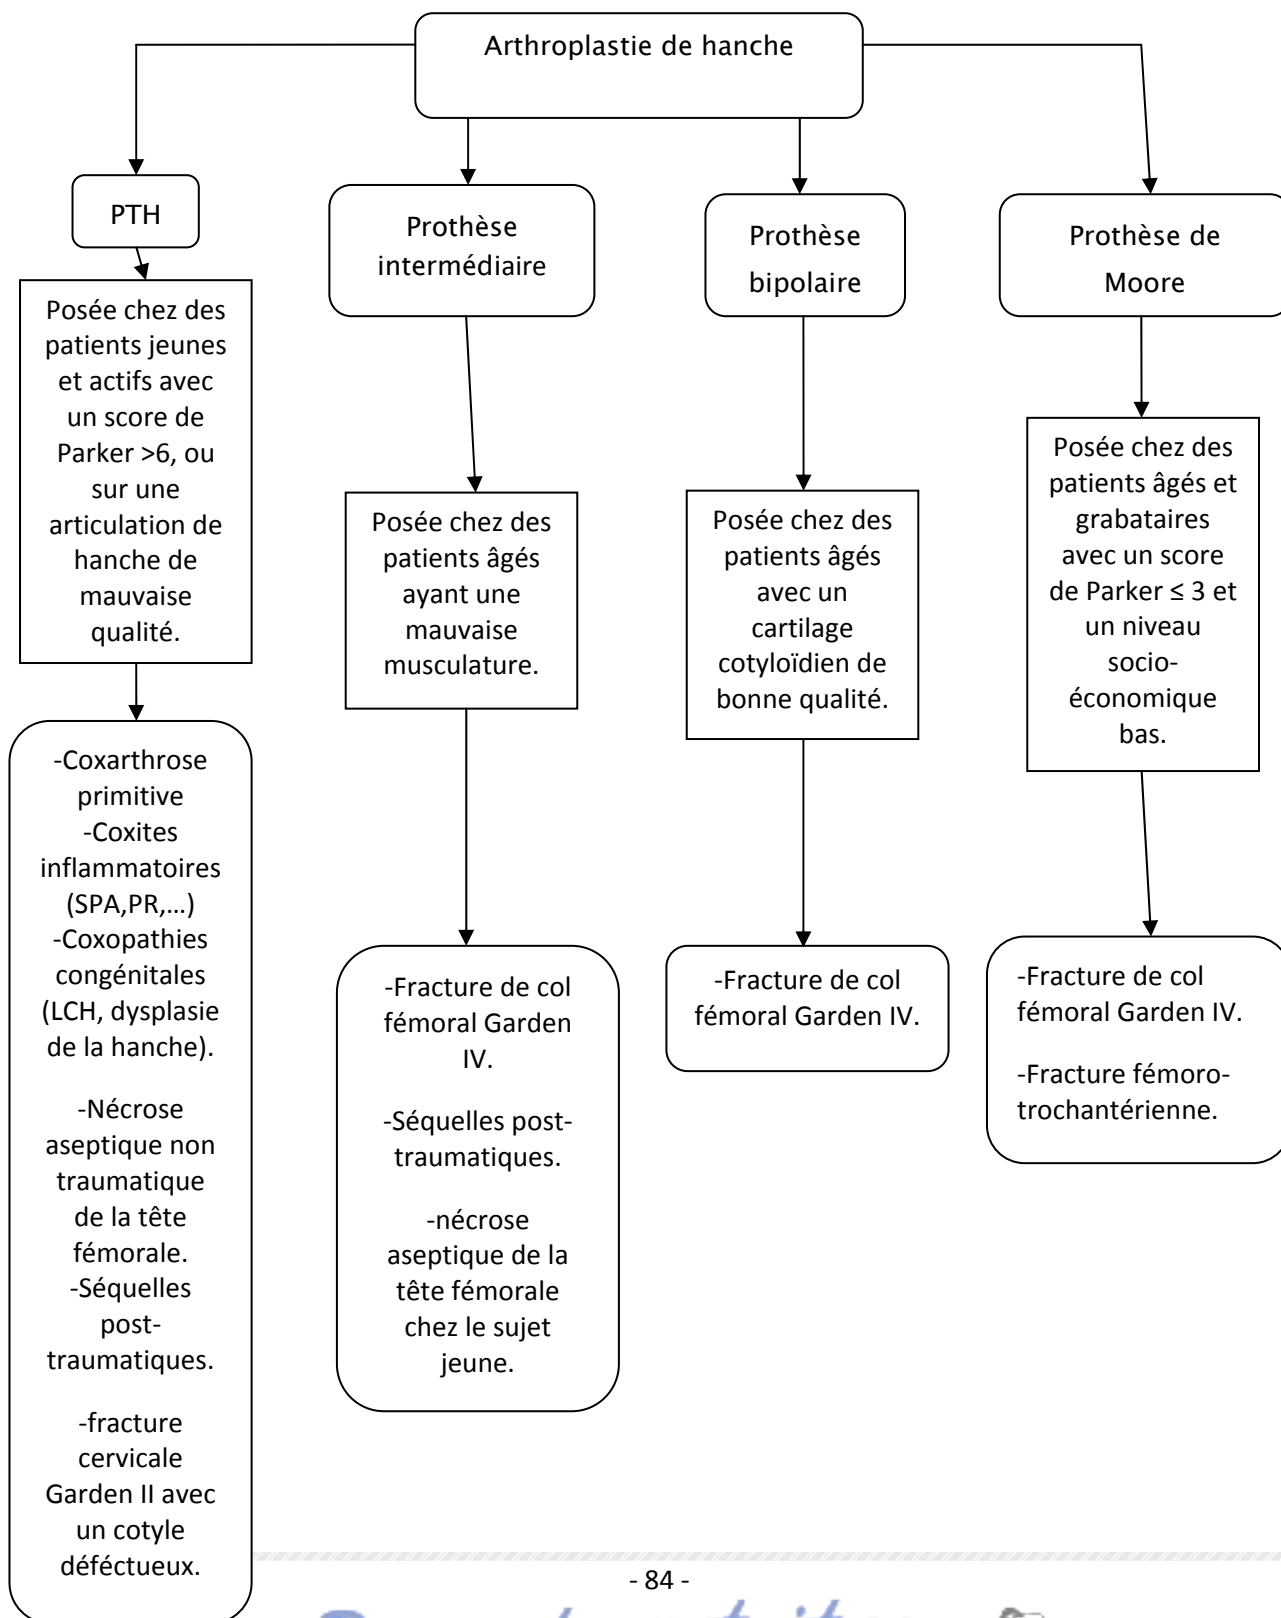 Arthroplastie de hanche
PTH
Posée chez des
patients jeunes
et actifs avec
un score de
Parker >6, ou
sur une
articulation de
hanche de
mauvaise
qualité.
-Coxarthrose
primitive
-Coxites
inflammatoires
(SPA,PR,...)
-Coxopathies
congénitales
(LCH, dysplasie
de la hanche).
-Nécrose
aseptique non
traumatique
de la tête
fémorale.
-Séquelles
post-
traumatiques.
-fracture
cervicale
Garden II avec
un cotyle
déféctueux.
Prothèse
intermédiaire
Posée chez des
patients âgés
ayant une
mauvaise
musculature.
-Fracture de col
fémoral Garden
IV.
-Séquelles post-
traumatiques.
-nécrose
aseptique de la
tête fémorale
chez le sujet
jeune.
Prothèse
bipolaire
Posée chez des
patients âgés
avec un
cartilage
cotyloïdien de
bonne qualité.
-Fracture de col
fémoral Garden IV.
Prothèse de
Moore
Posée chez des
patients âgés et
grabataires
avec un score
de Parker ≤ 3 et
un niveau
socio-
économique
bas.
-Fracture de col
fémoral Garden IV.
-Fracture fémoro-
trochantérienne.
- 84 -